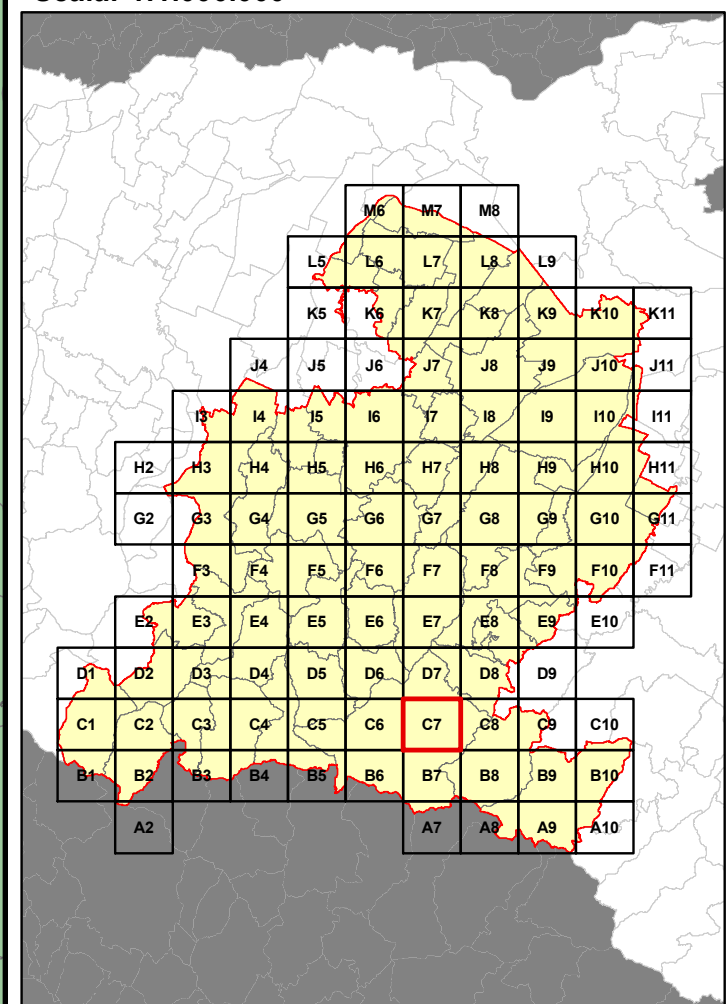 M6 M7 M8
L5 L6 L7 L8 L9
K5 K6 K7 K8 K9 K10 K11
J4 J5 J6 J7 J8 J9 J10 J11
I3 I4 I5 I6 I7 I8 I9 I10 I11
H2 H3 H4 H5 H6 H7 H8 H9 H10 H11
G2 G3 G4 G5 G6 G7 G8 G9 G10 G11
F3 F4 F5 F6 F7 F8 F9 F10 F11
E2 E3 E4 E5 E6 E7 E8 E9 E10
D1 D2 D3 D4 D5 D6 D7 D8 D9
C1 C2 C3 C4 C5 C6 C7 C8 C9 C10
B1 B2 B3 B4 B5 B6 B7 B8 B9 B10
A2 A7 A8 A9 A10